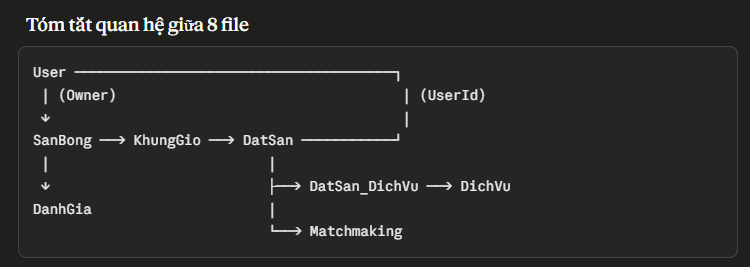 Tóm tắt quan hệ giữa 8 file
User
(Owner) (UserId)
SanBong KhungGio DatSan
DatSan_DichVu DichVu
DanhGia
Matchmaking